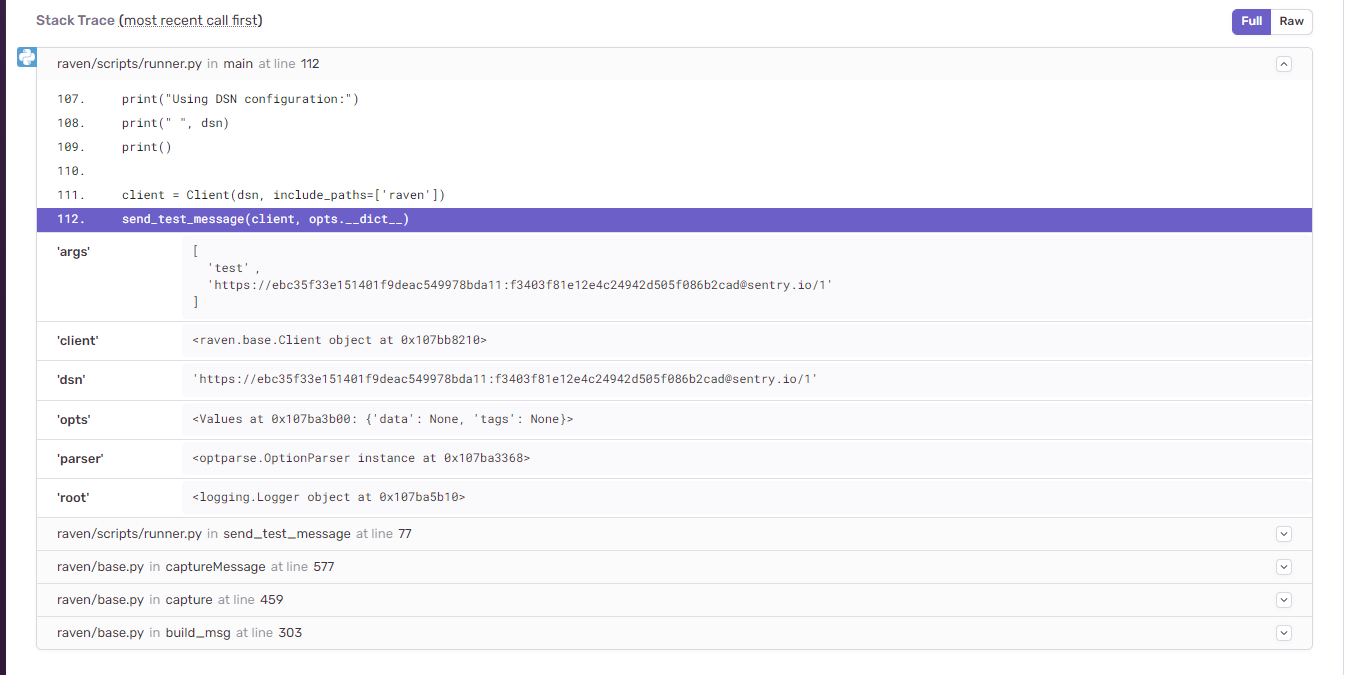 Stack Trace (most recent call first)
Full Raw
raven/scripts/runner.py in main at line 112
107. print("Using DSN configuration:")
108. print(" ", dsn)
109. print()
110.
111. client = Client(dsn, include_paths=['raven'])
112. send_test_message(client, opts.__dict__)
'args' [
'test' ,
'https://ebc35f33e151401f9deac549978bda11:f3403f81e12e4c24942d505f086b2cad@sentry.io/1'
]
'client' <raven.base.Client object at 0x107bb8210>
'dsn' 'https://ebc35f33e151401f9deac549978bda11:f3403f81e12e4c24942d505f086b2cad@sentry.io/1'
'opts' <Values at 0x107ba3b00: {'data': None, 'tags': None}>
'parser' <optparse.OptionParser instance at 0x107ba3368>
'root' <logging.Logger object at 0x107ba5b10>
raven/scripts/runner.py in send_test_message at line 77
raven/base.py in captureMessage at line 577
raven/base.py in capture at line 459
raven/base.py in build_msg at line 303